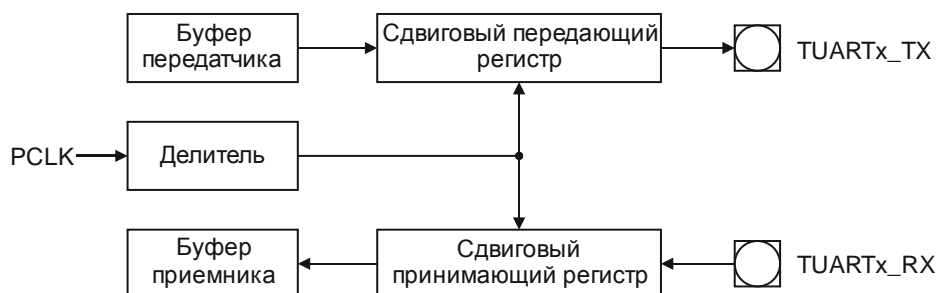 Буфер
передатчика
Сдвиговый передающий
регистр
TUARTx_TX
PCLK
Делитель
Буфер
приемника
Сдвиговый
принимающий регистр
TUARTx_RX